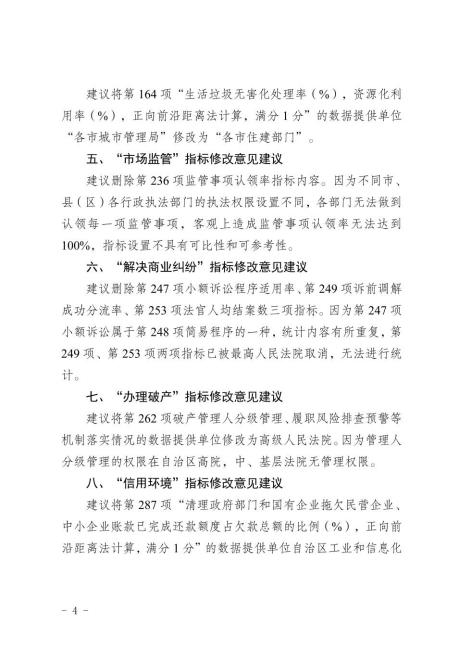 建议将第 164 项“生活垃圾无害化处理率（%），资源化利
用率（%），正向前沿距离法计算，满分 1 分”的数据提供单位
“各市城市管理局”修改为“各市住建部门”。
五、“市场监管”指标修改意见建议
建议删除第 236 项监管事项认领率指标内容。因为不同市、
县（区）各行政执法部门的执法权限设置不同，各部门无法做到
认领每一项监管事项，客观上造成监管事项认领率无法达到
100%，指标设置不具有可比性和可参考性。
六、“解决商业纠纷”指标修改意见建议
建议删除第 247 项小额诉讼程序适用率、第 249 项诉前调解
成功分流率、第 253 项法官人均结案数三项指标。因为第 247 项
小额诉讼属于第 248 项简易程序的一种，统计内容有所重复，第
249 项、第 253 项两项指标已被最高人民法院取消，无法进行统
计。
七、“办理破产”指标修改意见建议
建议将第 262 项破产管理人分级管理、履职风险排查预警等
机制落实情况的数据提供单位修改为高级人民法院。因为管理人
分级管理的权限在自治区高院，中、基层法院无管理权限。
八、“信用环境”指标修改意见建议
建议将第 287 项“清理政府部门和国有企业拖欠民营企业、
中小企业账款已完成还款额度占欠款总额的比例（%），正向前
沿距离法计算，满分 1 分”的数据提供单位自治区工业和信息化
- 4 -